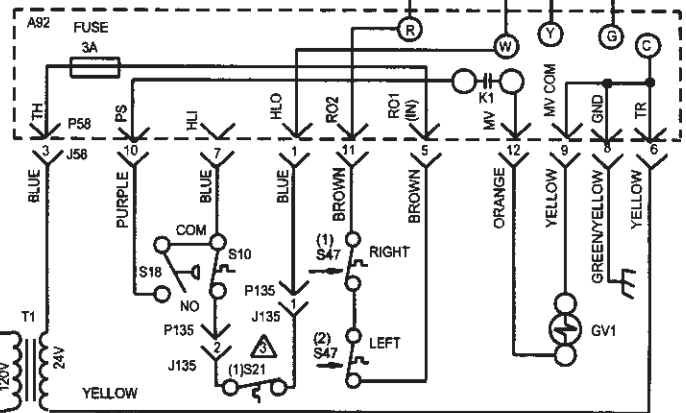 A92
FUSE
3A
R
W
Y
G
C
K1
TH
P58
PS
HLI
HLO
RO2
RO1
(IN)
MV
MV COM
GND
TR
3
J58
10
7
1
11
5
12
9
8
6
BLUE
PURPLE
BLUE
BLUE
BROWN
BROWN
ORANGE
YELLOW
GREEN/YELLOW
YELLOW
COM
S18
NO
S10
(1)
S47
RIGHT
P135
1
J135
T1
P135
2
J135
3
(1)S21
(2)
S47
LEFT
GV1
120V
24V
YELLOW